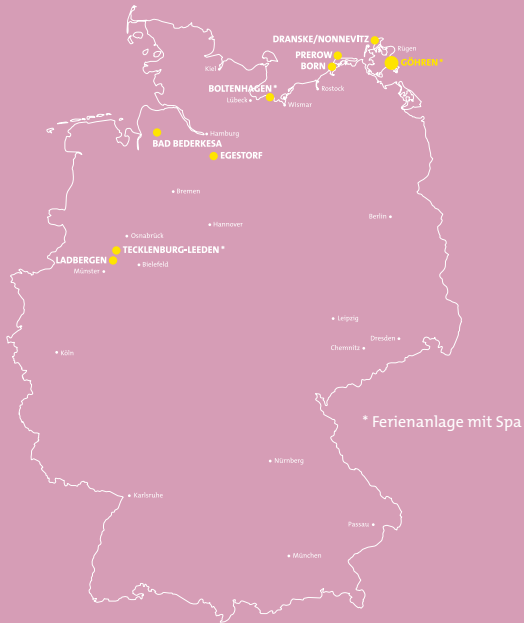 DRANSKE/NONNEVITZ
Rügen
PEROW
BORN
GÖHREN*
Kiel
BOLTENHAGEN*
Lübeck
Wismar
Rostock
Hamburg
BAD BEDERKESA
EGESTORF
Bremen
Hannover
Berlin
Osnabrück
TECKLENBURG-LEEDEN*
LADBERGEN
Münster
Bielefeld
Leipzig
Dresden
Chemnitz
Köln
* Ferienanlage mit Spa
Nürnberg
Karlsruhe
Passau
München